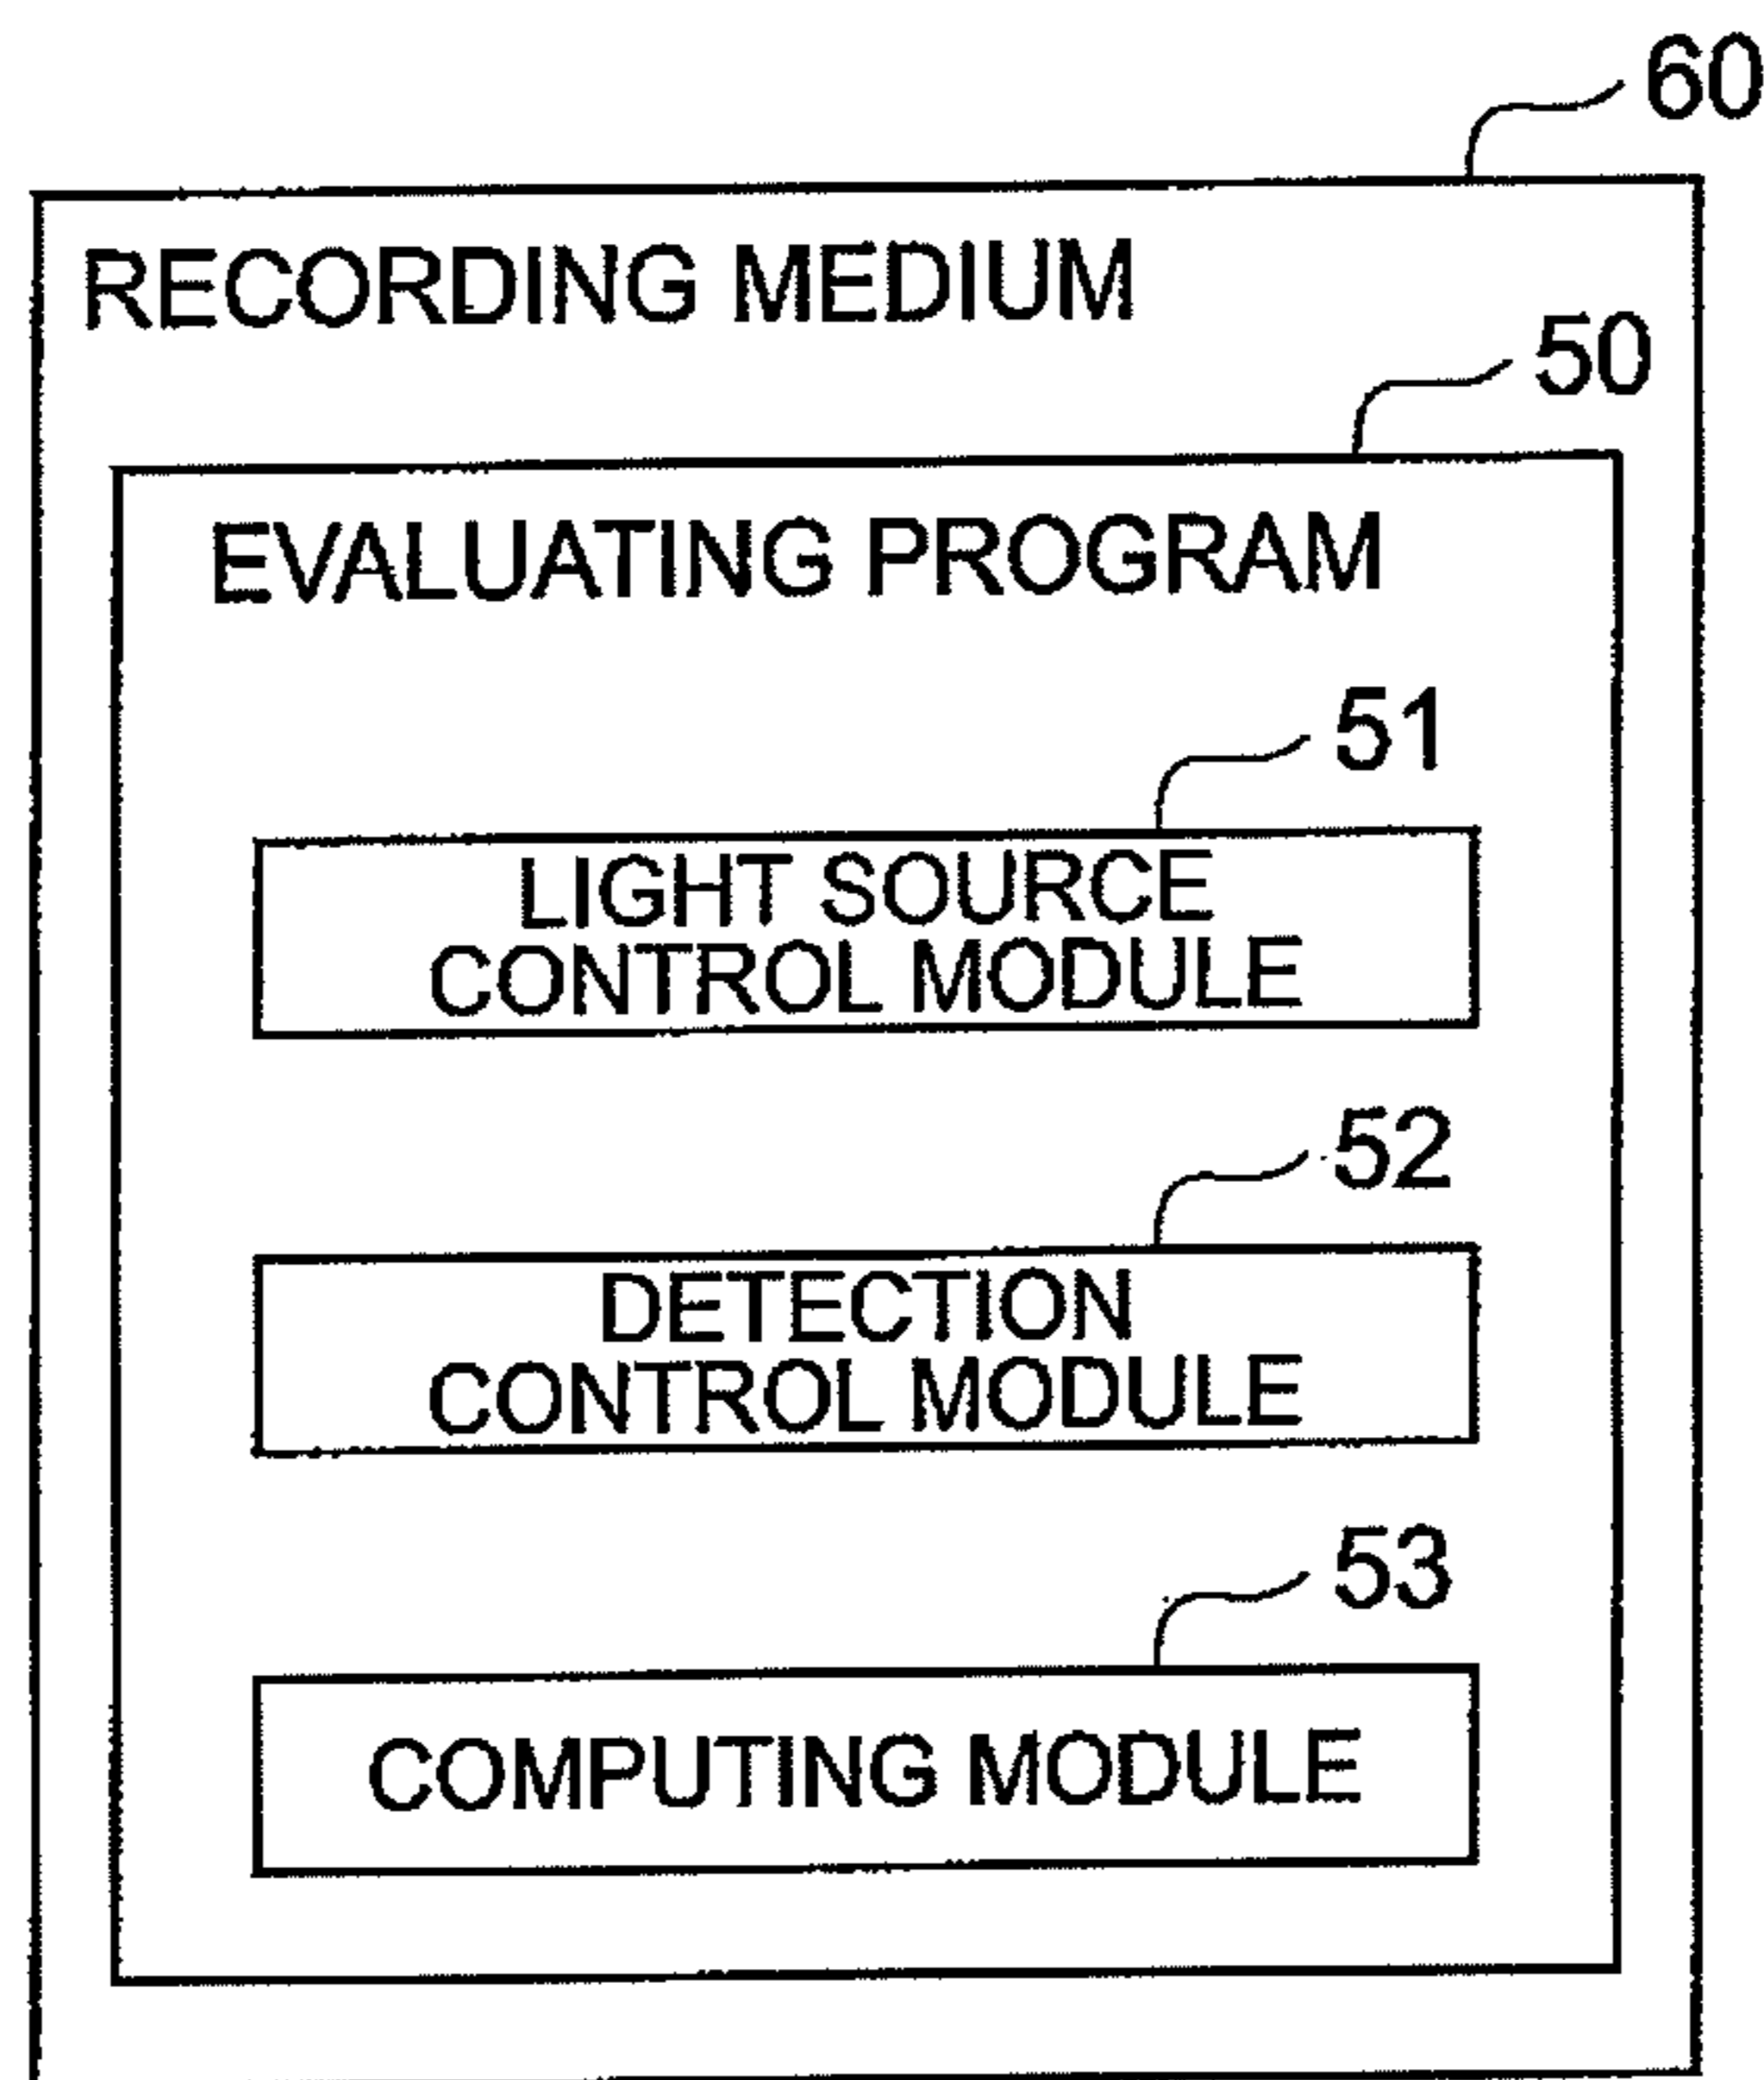 60
RECORDING MEDIUM
50
EVALUATING PROGRAM
51
LIGHT SOURCE
CONTROL MODULE
52
DETECTION
CONTROL MODULE
53
COMPUTING MODULE